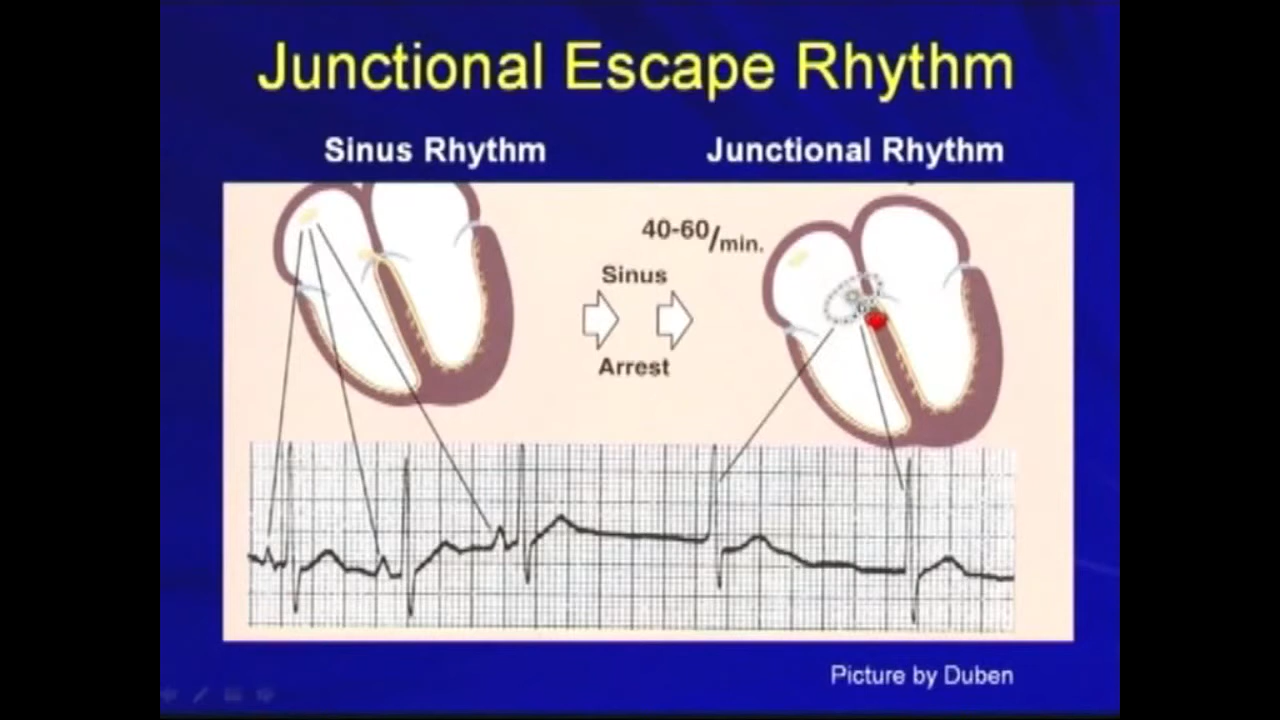 Junctional Escape Rhythm
Sinus Rhythm
Junctional Rhythm
40-60/min.
Sinus
Arrest
Picture by Duben